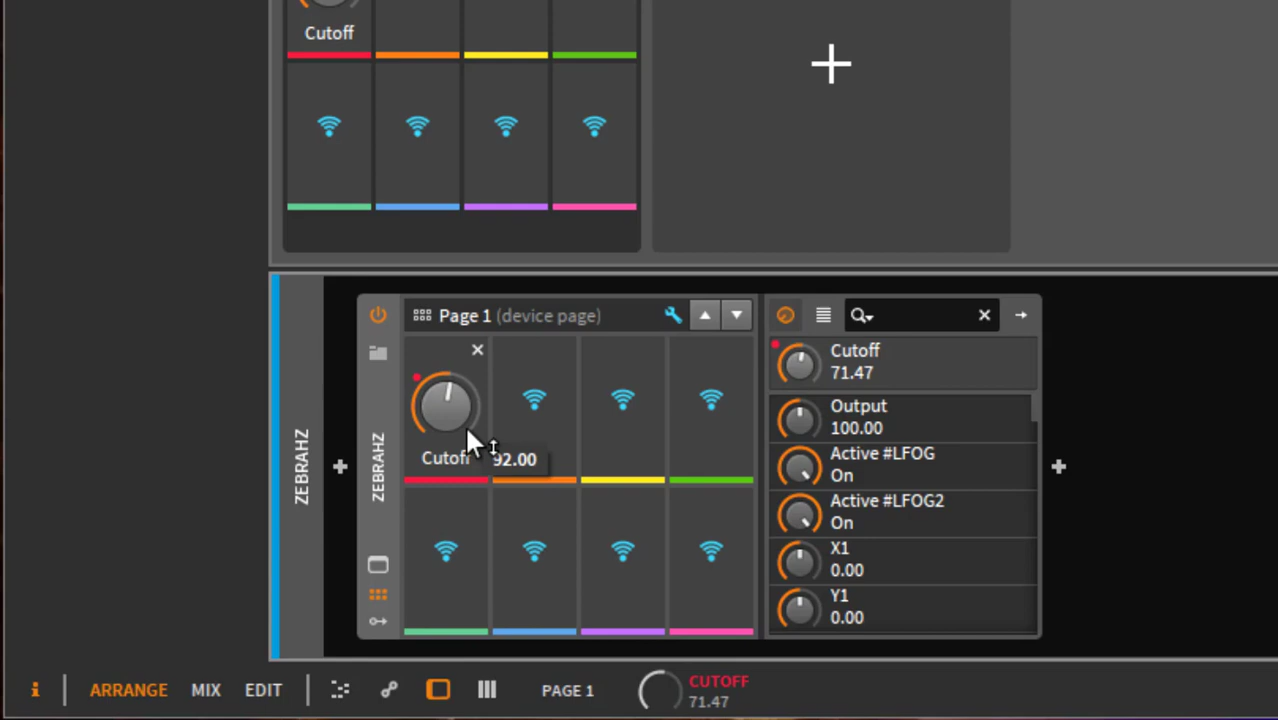 Cutoff
Page 1 (device page)
ZEBRAHZ
ZEBRAHZ
Cutoff
92.00
Cutoff
71.47
Output
100.00
Active #LFOG
On
Active #LFOG2
On
X1
0.00
Y1
0.00
i
ARRANGE MIX EDIT
PAGE 1
CUTOFF
71.47